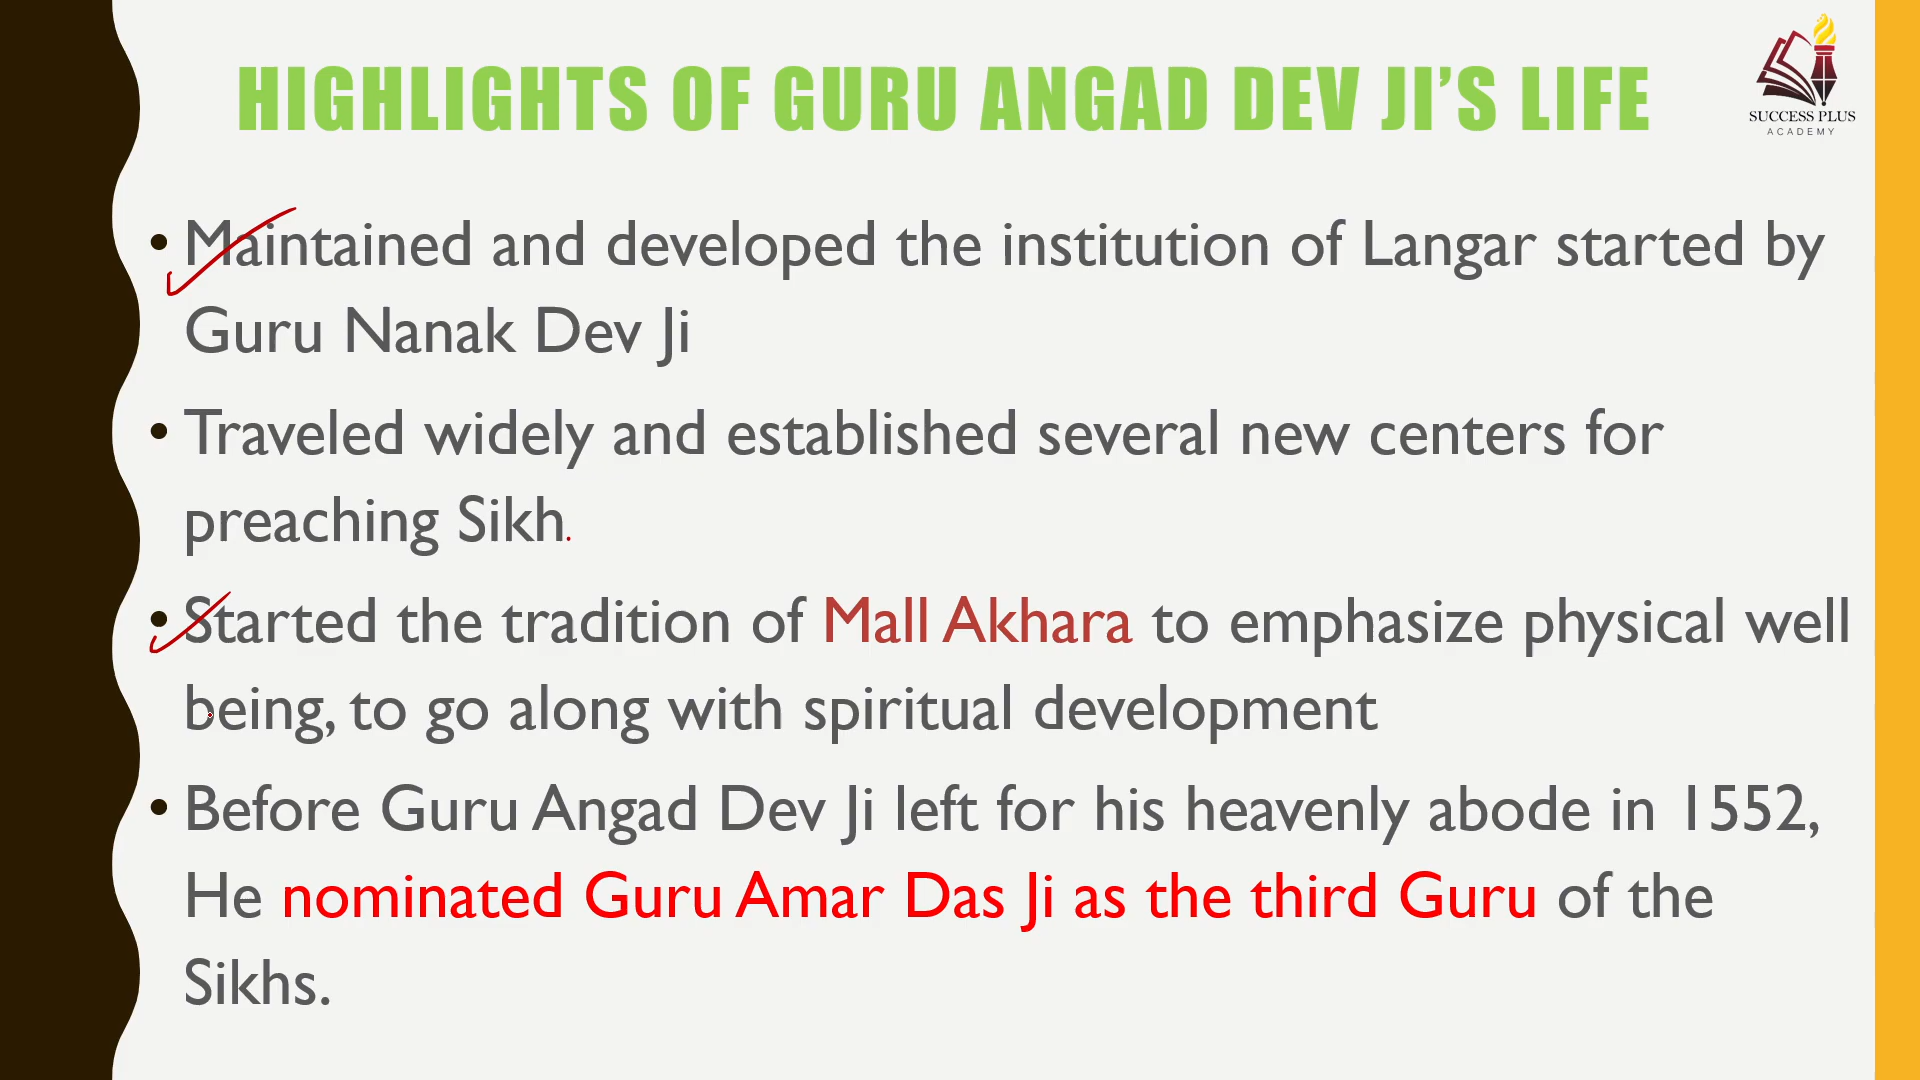 HIGHLIGHTS OF GURU ANGAD DEV JI’S LIFE
SUCCESS PLUS
ACADEMY
• Maintained and developed the institution of Langar started by
Guru Nanak Dev Ji
• Traveled widely and established several new centers for
preaching Sikh.
• Started the tradition of Mall Akhara to emphasize physical well
being, to go along with spiritual development
• Before Guru Angad Dev Ji left for his heavenly abode in 1552,
He nominated Guru Amar Das Ji as the third Guru of the
Sikhs.